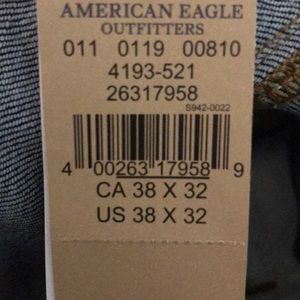 AMERICAN EAGLE
OUTFITTERS
011 0119 00810
4193-521
26317958
S942-0022
4 00263 17958 9
CA 38 X 32
US 38 X 32